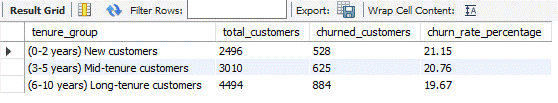 Result Grid Filter Rows: Export: Wrap Cell Content:
tenure_group total_customers churned_customers churn_rate_percentage
(0-2 years) New customers 2496 528 21.15
(3-5 years) Mid-tenure customers 3010 625 20.76
(6-10 years) Long-tenure customers 4494 884 19.67